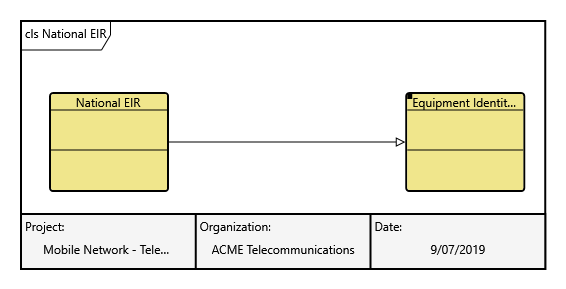 cls National EIR
National EIR
Equipment Identit...
Project:
Mobile Network - Tele...
Organization:
ACME Telecommunications
Date:
9/07/2019